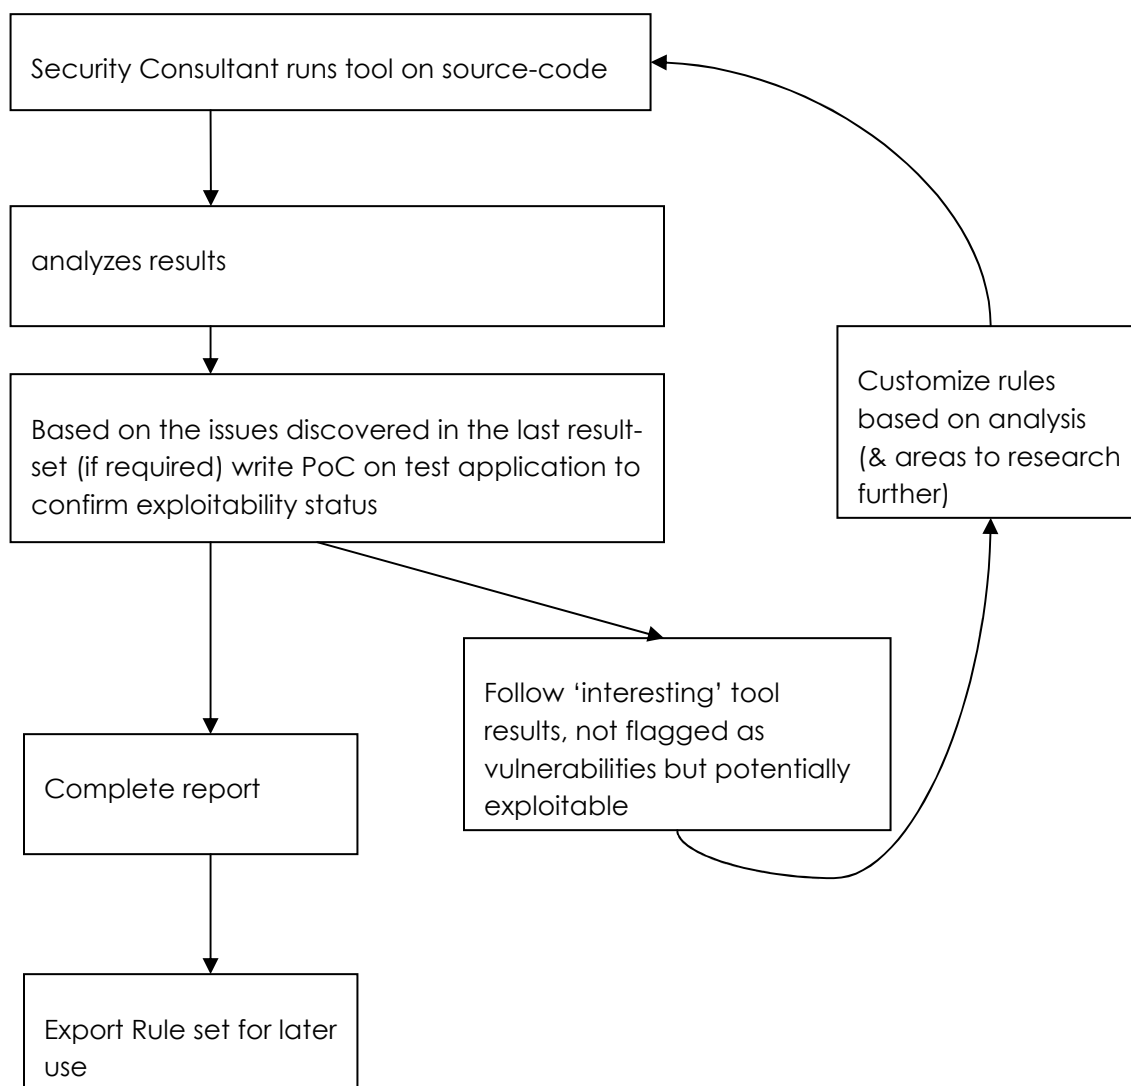 Security Consultant runs tool on source-code
analyzes results
Based on the issues discovered in the last result-
set (if required) write PoC on test application to
confirm exploitability status
Customize rules
based on analysis
(& areas to research
further)
Follow ‘interesting’ tool
results, not flagged as
vulnerabilities but potentially
exploitable
Complete report
Export Rule set for later
use